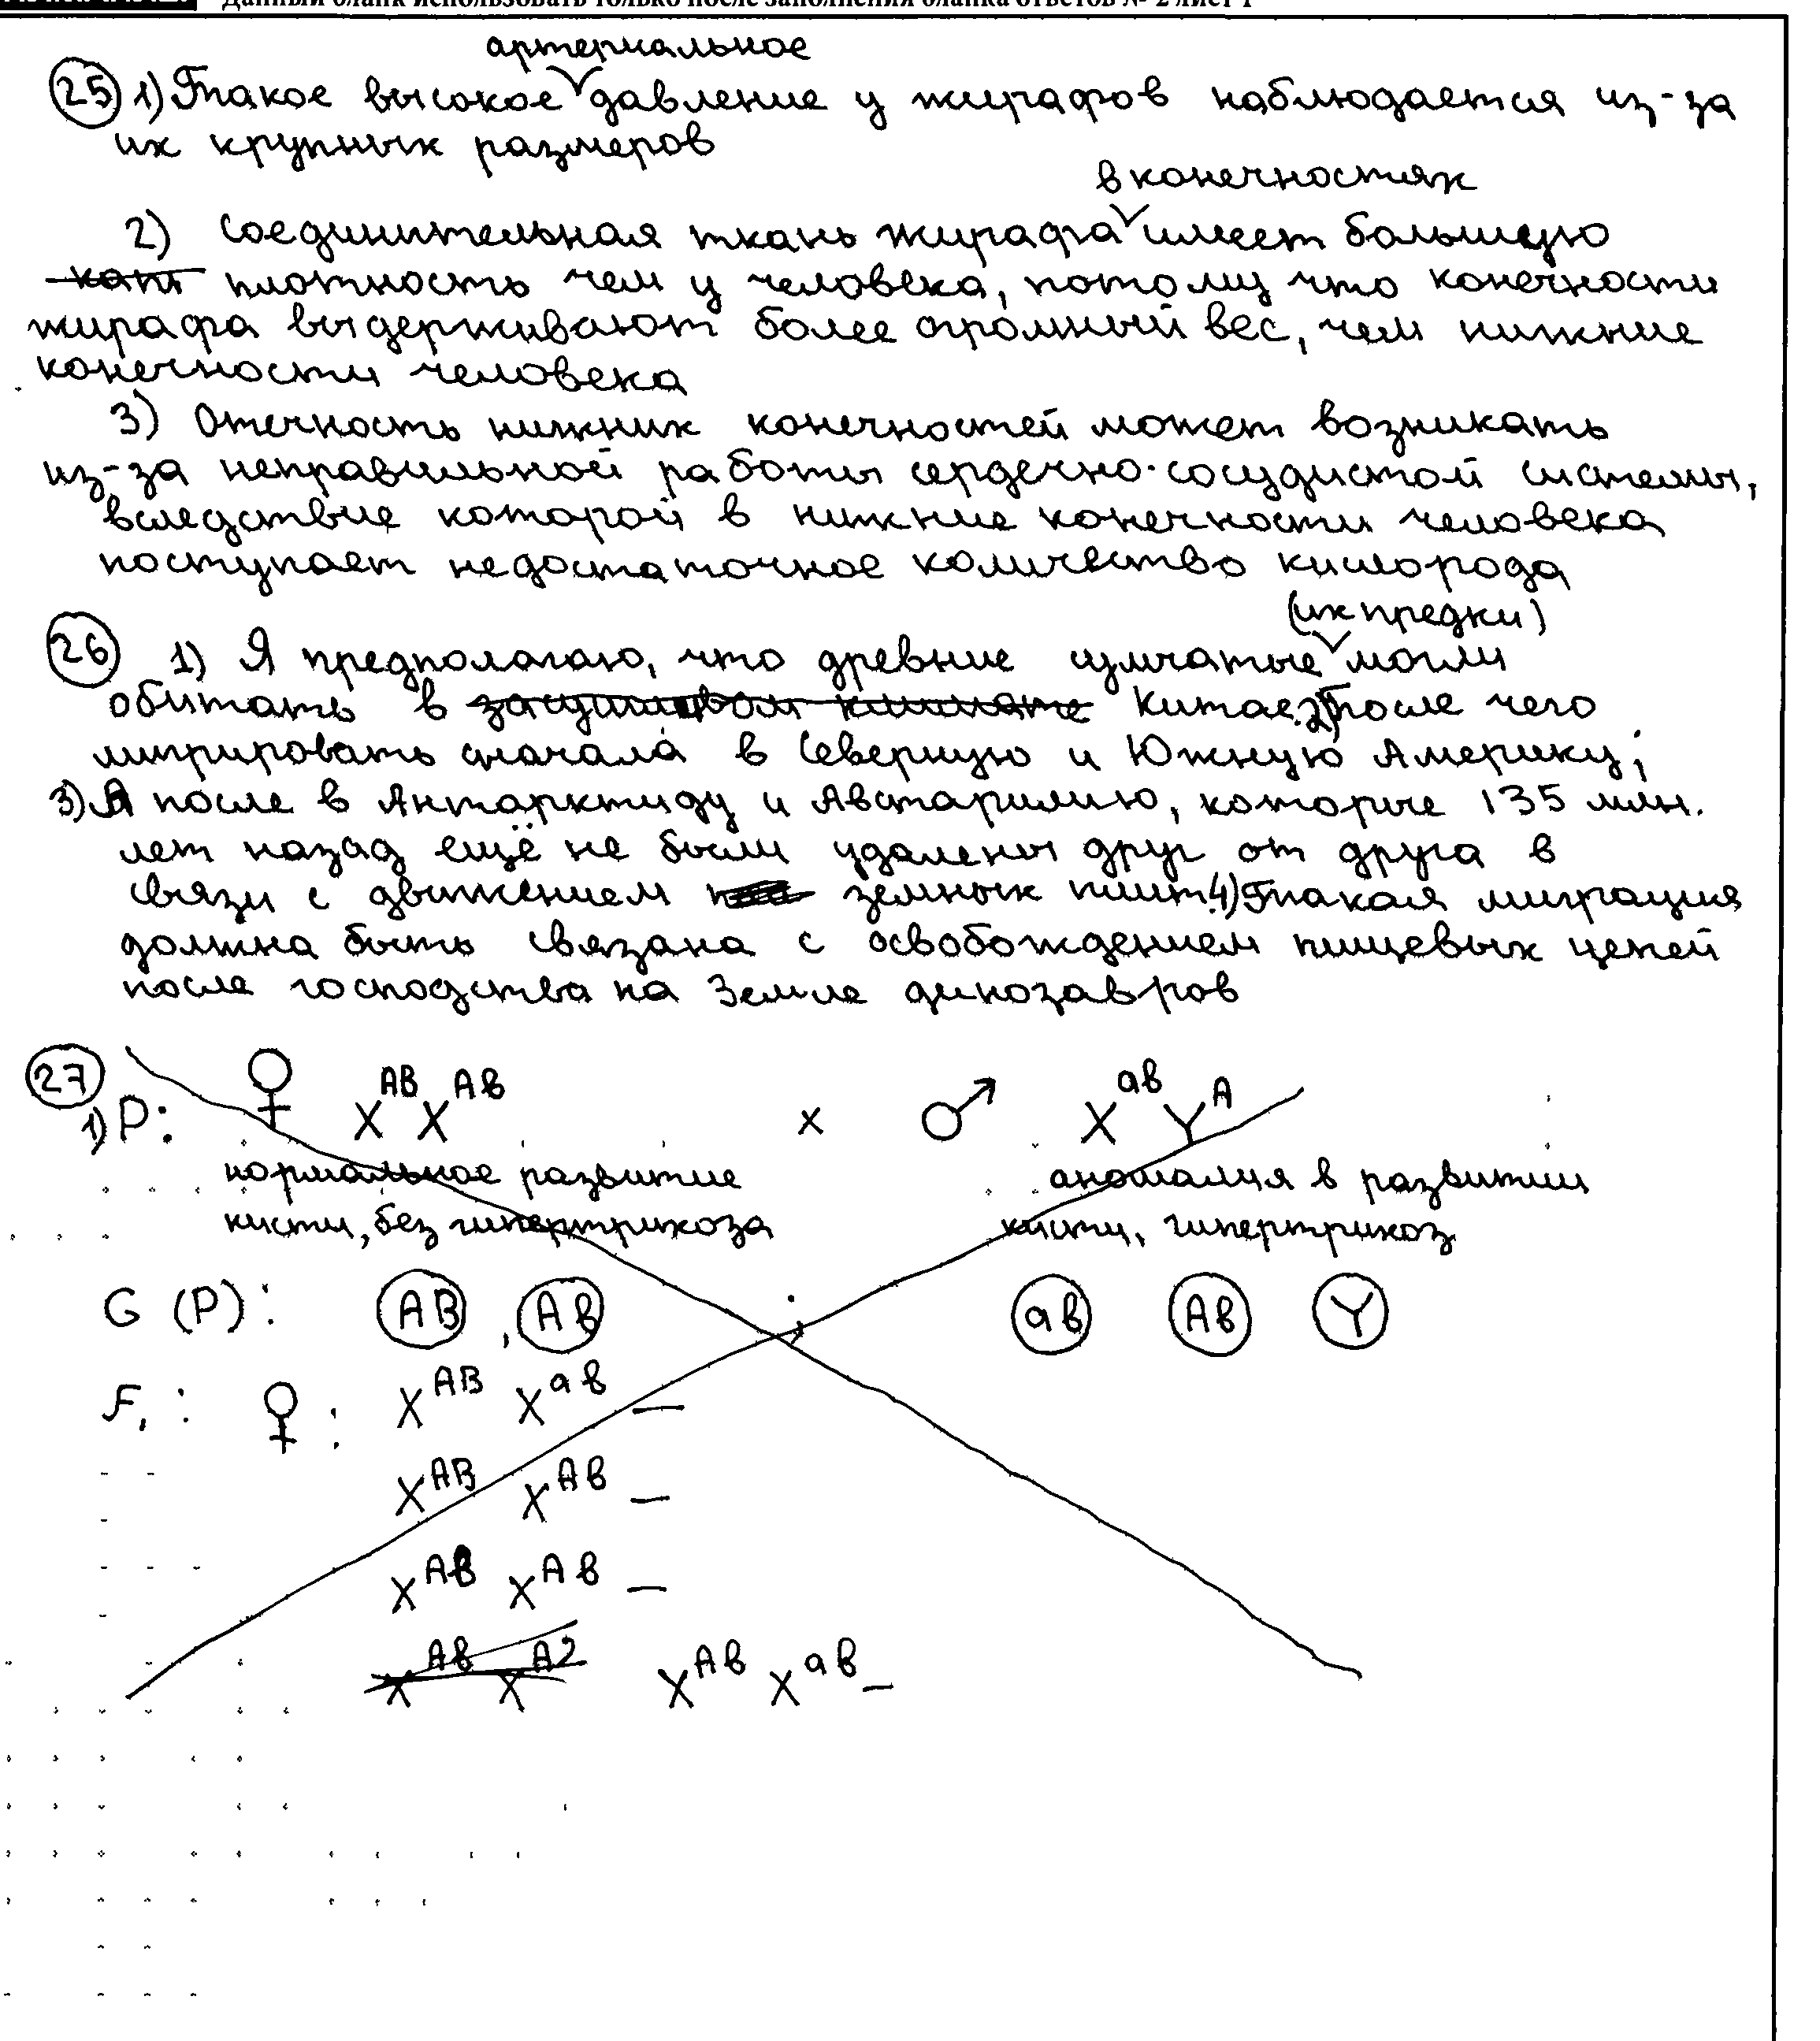 Данный бланк использовать только после заполнения бланка ответов № 2 лист 1
артериальное
25 1) Такое высокое давление у жирафов наблюдается из-за
их крупных размеров
в конечностях
2) Соединительная ткань жирафа имеет большую
плотность чем у человека, потому что конечности
жирафа выдерживают более огромный вес, чем нижние
конечности человека
3) Отечность нижних конечностей может возникать
из-за неправильной работы сердечно-сосудистой системы,
вследствие которой в нижние конечности человека
поступает недостаточное количество кислорода
(их предки)
26 1) Я предполагаю, что древние сумчатые могли
обитать в засушливом климате Китае, 2) после чего
мигрировать сначала в Северную и Южную Америку;
3) А после в Антарктиду и Австарилию, которые 135 млн.
лет назад ещё не были удалены друг от друга в
связи с движением земных плит. 4) Такая миграция
должна быть связана с освобождением пищевых цепей
после господства на Земле динозавров
27
1) P: ♀ X^AB X^Ab x ♂ X^ab Y^A
нормальное развитие аномалия в развитии
кисти, без гипертрихоза кисти, гипертрихоз
G (P): AB, Ab ab Ab Y
F1: ♀: X^AB X^ab —
X^AB X^Ab —
X^AB X^Ab —
X^Ab X^ab —